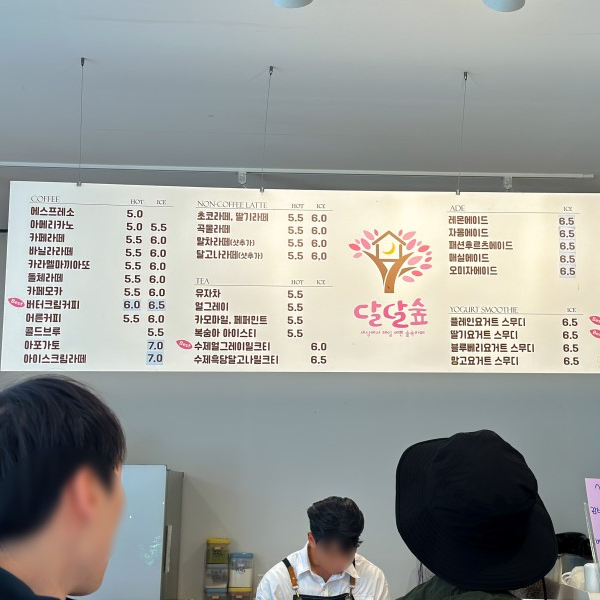 COFFEE HOT ICE
에스프레소 5.0
아메리카노 5.0 5.5
카페라떼 5.5 6.0
바닐라라떼 5.5 6.0
카라멜마끼아또 5.5 6.0
돌체라떼 5.5 6.0
카페모카 5.5 6.0
Best 버터크림커피 6.0 6.5
커른커피 5.5 6.0
콜드브루 5.5
아포가토 7.0
아이스크림라떼 7.0
NON COFFEE LATTE HOT ICE
초코라떼, 딸기라떼 5.5 6.0
곡물라떼 5.5 6.0
말차라떼(샷추가) 5.5 6.0
달고나라떼(샷추가) 5.5 6.0
TEA HOT ICE
유자차 5.5
얼그레이 5.5
카모마일, 페퍼민트 5.5
복숭아 아이스티 5.5
Best 수제얼그레이밀크티 6.0
수제흑당달고나밀크티 6.5
달달숲
ADE ICE
레몬에이드 6.5
자몽에이드 6.5
패션후르츠에이드 6.5
매실에이드 6.5
오미자에이드 6.5
YOGURT SMOOTHIE ICE
플레인요거트 스무디 6.5
딸기요거트 스무디 6.5
블루베리요거트 스무디 6.5
망고요거트 스무디 6.5